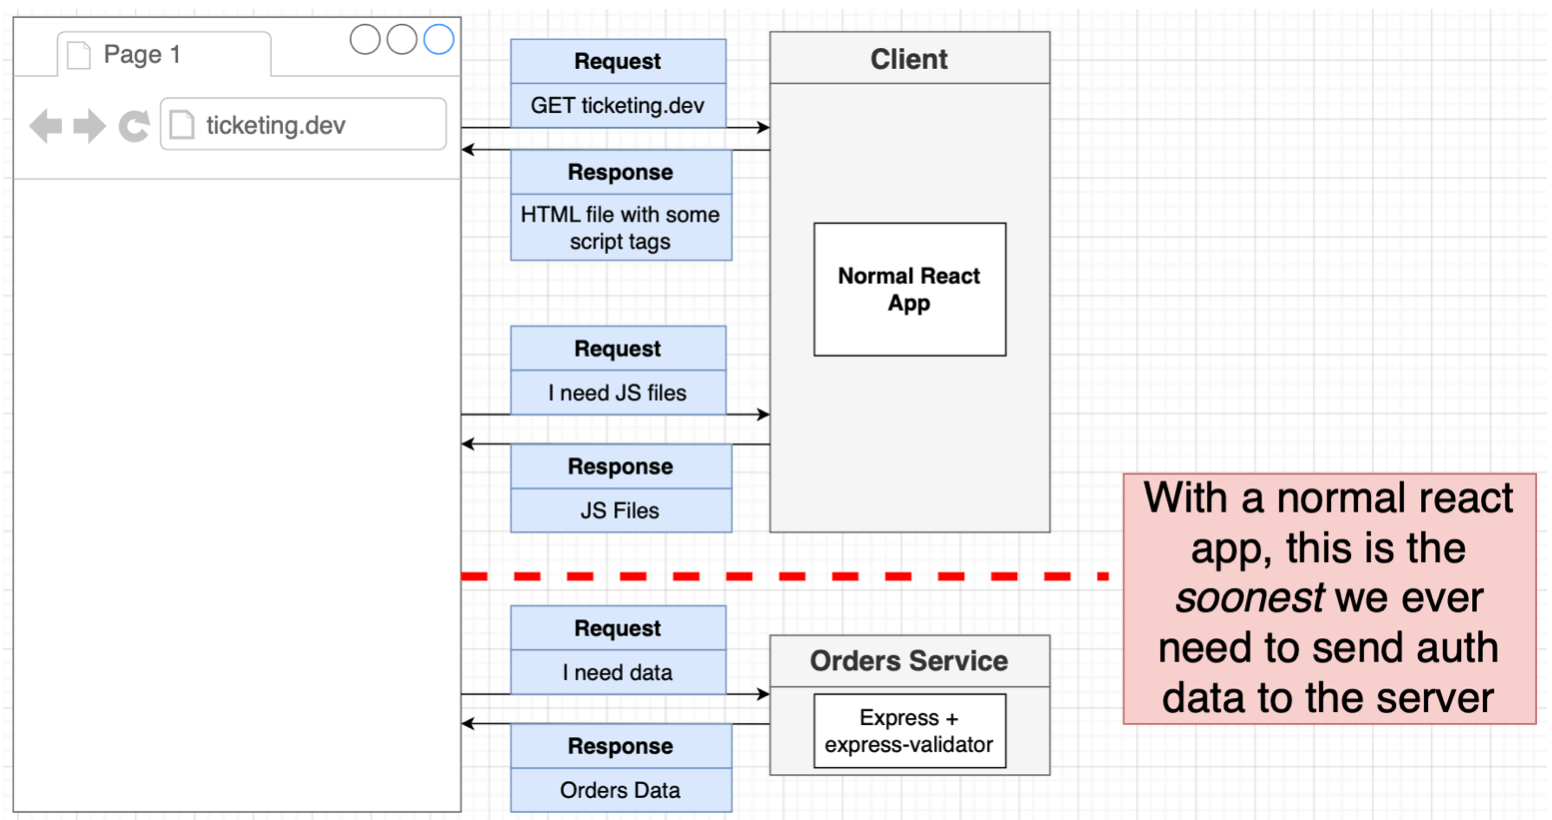 Page 1
ticketing.dev
Request
GET ticketing.dev
Response
HTML file with some
script tags
Request
I need JS files
Response
JS Files
Request
I need data
Response
Orders Data
Client
Normal React
App
Orders Service
Express +
express-validator
With a normal react
app, this is the
soonest we ever
need to send auth
data to the server